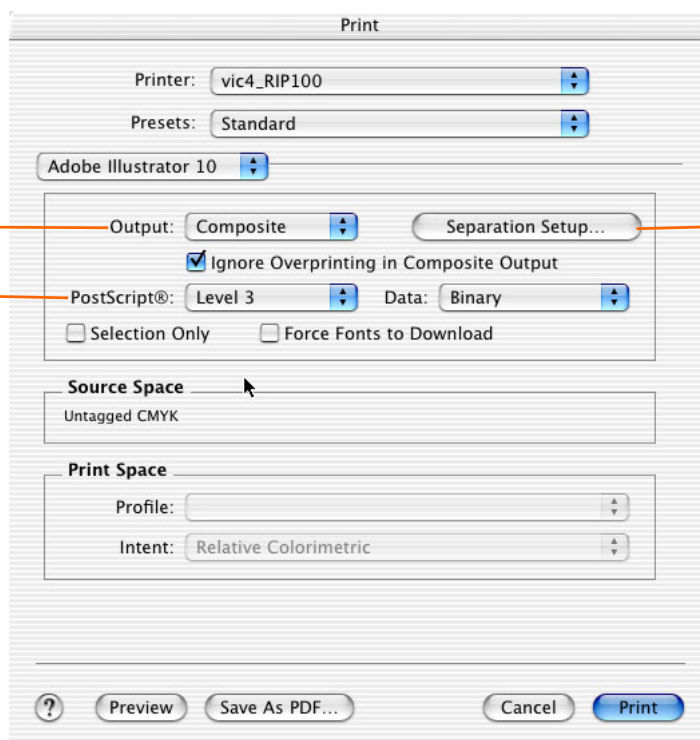 Print
Printer: vic4_RIP100
Presets: Standard
Adobe Illustrator 10
Output: Composite Separation Setup...
Ignore Overprinting in Composite Output
PostScript®: Level 3 Data: Binary
Selection Only Force Fonts to Download
Source Space
Untagged CMYK
Print Space
Profile:
Intent: Relative Colorimetric
? Preview Save As PDF... Cancel Print